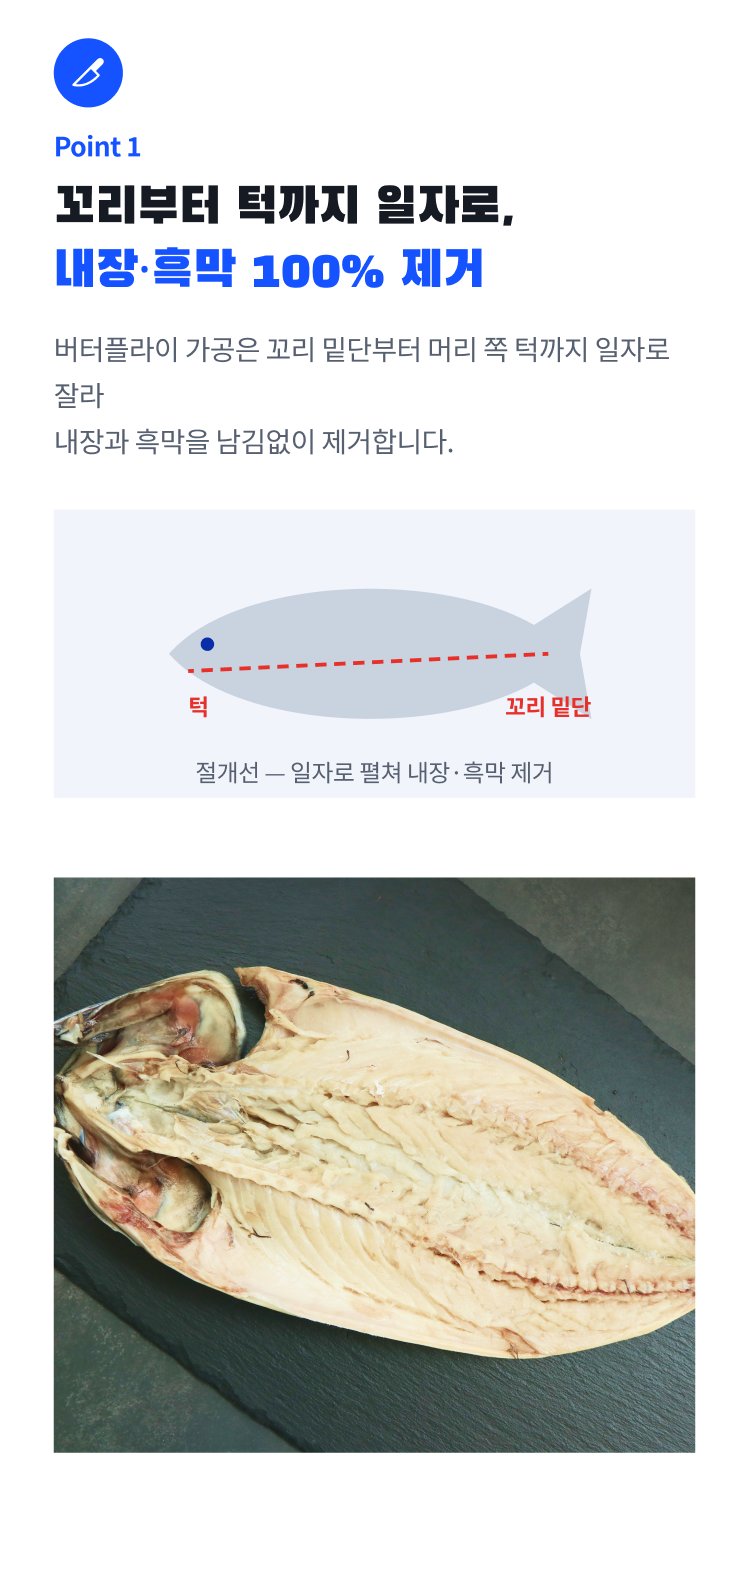 Point 1
꼬리부터 턱까지 일자로,
내장·흑막 100% 제거
버터플라이 가공은 꼬리 밑단부터 머리 쪽 턱까지 일자로
잘라
내장과 흑막을 남김없이 제거합니다.
턱
꼬리 밑단
절개선 — 일자로 펼쳐 내장·흑막 제거